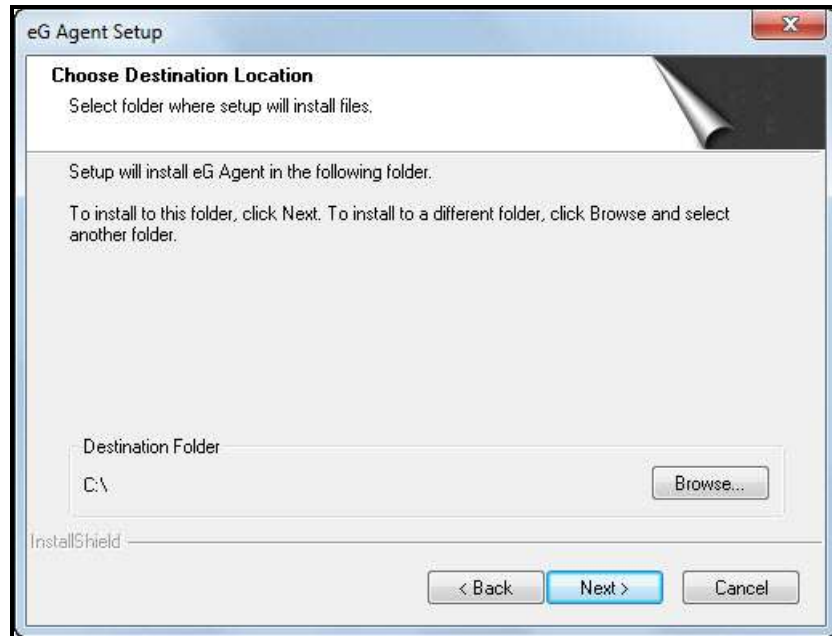 eG Agent Setup
Choose Destination Location
Select folder where setup will install files.
Setup will install eG Agent in the following folder.
To install to this folder, click Next. To install to a different folder, click Browse and select
another folder.
Destination Folder
C:\
Browse...
InstallShield
< Back
Next >
Cancel